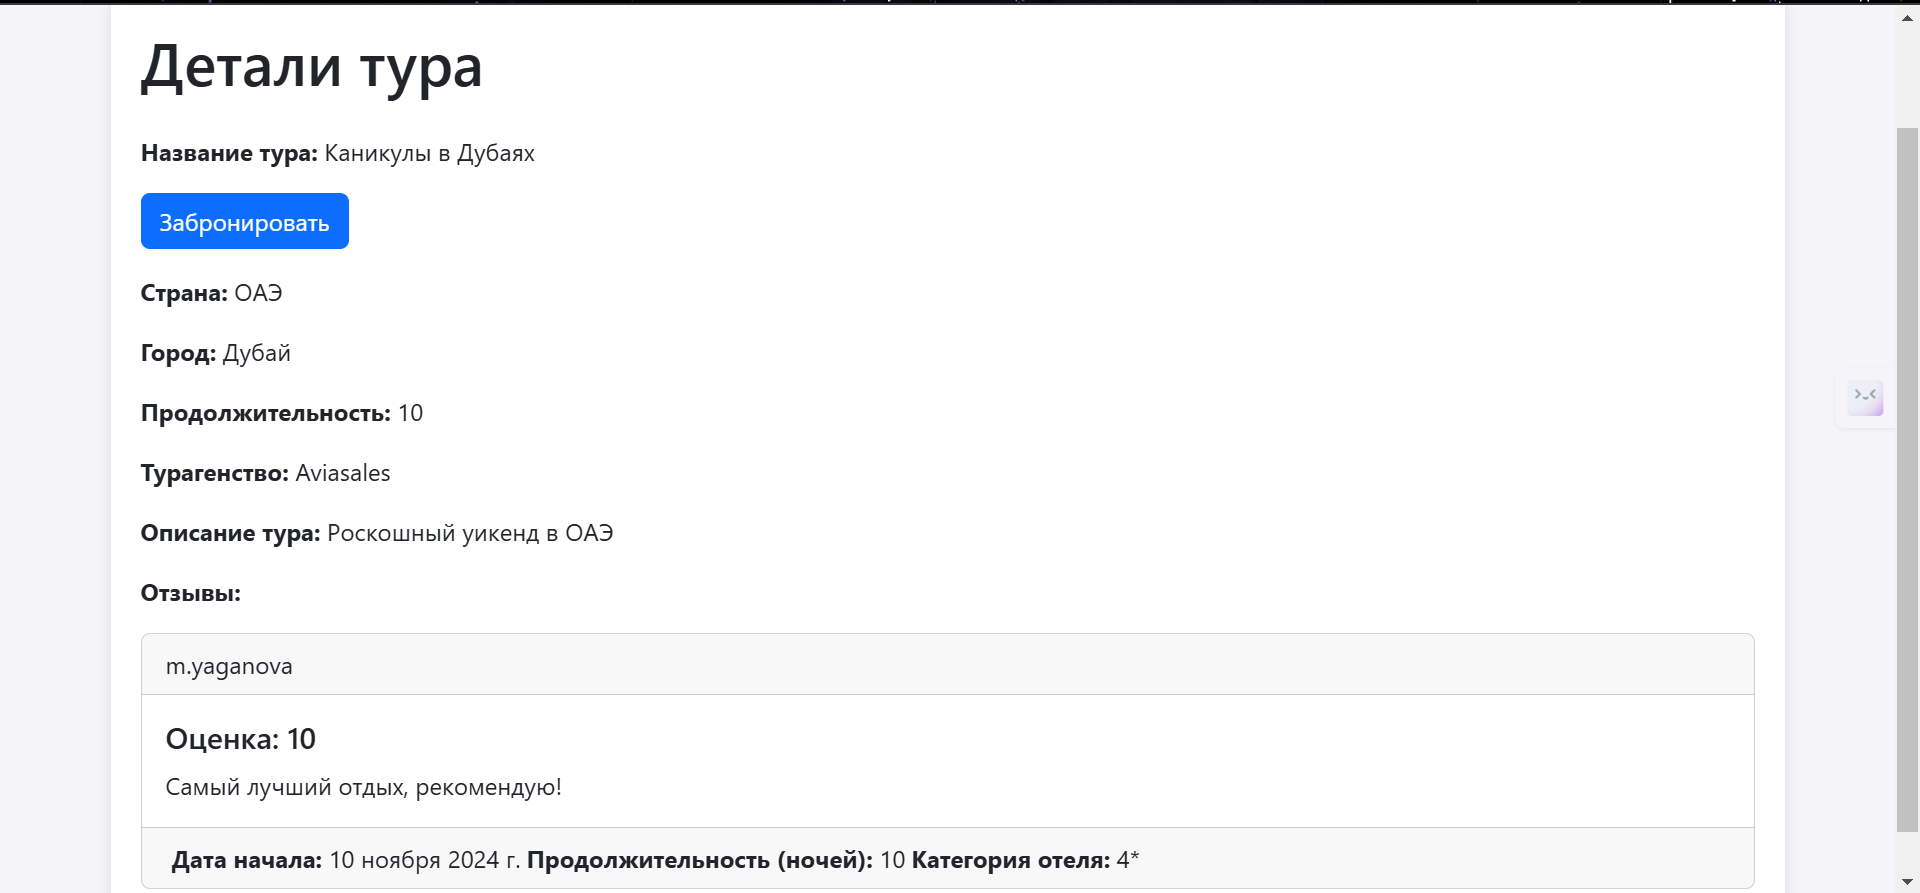 Детали тура
Название тура: Каникулы в Дубаях
Забронировать
Страна: ОАЭ
Город: Дубай
Продолжительность: 10
Турагенство: Aviasales
Описание тура: Роскошный уикенд в ОАЭ
Отзывы:
m.yaganova
Оценка: 10
Самый лучший отдых, рекомендую!
Дата начала: 10 ноября 2024 г. Продолжительность (ночей): 10 Категория отеля: 4*